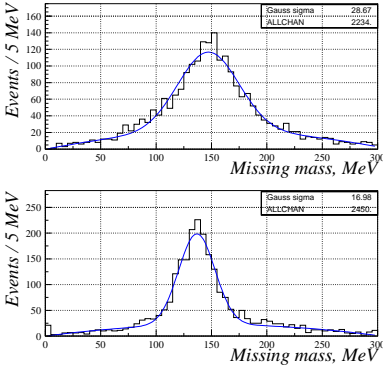 Gauss sigma 28.67
ALLCHAN 2234.
Events / 5 MeV
160
140
120
100
80
60
40
20
0
0 50 100 150 200 250 300
Missing mass, MeV
Gauss sigma 16.98
ALLCHAN 2450.
Events / 5 MeV
250
200
150
100
50
0
0 50 100 150 200 250 300
Missing mass, MeV